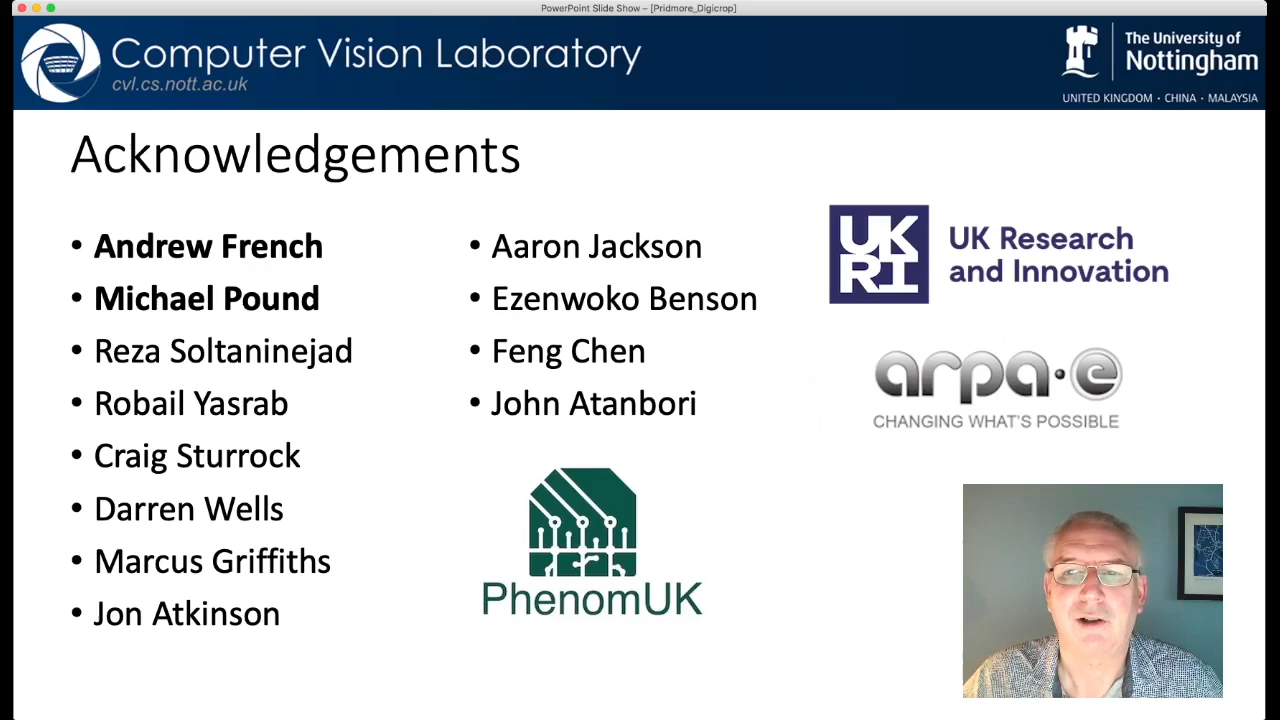 PowerPoint Slide Show – [Pridmore_Digicrop]
Computer Vision Laboratory
cvl.cs.nott.ac.uk
The University of
Nottingham
UNITED KINGDOM · CHINA · MALAYSIA
Acknowledgements
• Andrew French
• Michael Pound
• Reza Soltaninejad
• Robail Yasrab
• Craig Sturrock
• Darren Wells
• Marcus Griffiths
• Jon Atkinson
• Aaron Jackson
• Ezenwoko Benson
• Feng Chen
• John Atanbori
PhenomUK
UK
RI
UK Research
and Innovation
arpa·e
CHANGING WHAT'S POSSIBLE